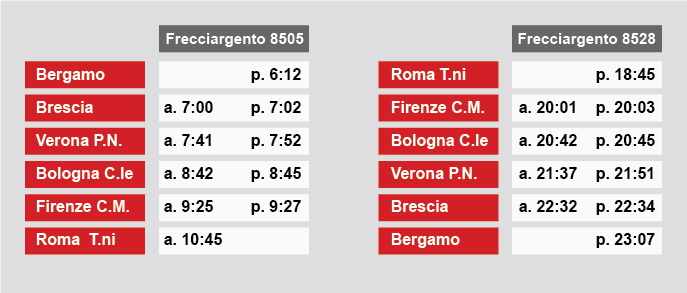 Frecciargento 8505
Bergamo p. 6:12
Brescia a. 7:00 p. 7:02
Verona P.N. a. 7:41 p. 7:52
Bologna C.le a. 8:42 p. 8:45
Firenze C.M. a. 9:25 p. 9:27
Roma T.ni a. 10:45
Frecciargento 8528
Roma T.ni p. 18:45
Firenze C.M. a. 20:01 p. 20:03
Bologna C.le a. 20:42 p. 20:45
Verona P.N. a. 21:37 p. 21:51
Brescia a. 22:32 p. 22:34
Bergamo p. 23:07